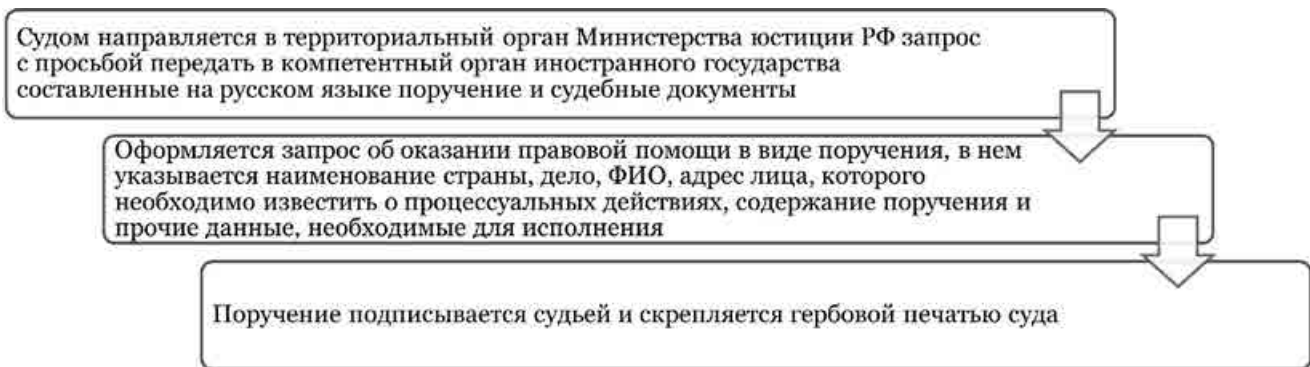 Судом направляется в территориальный орган Министерства юстиции РФ запрос
с просьбой передать в компетентный орган иностранного государства
составленные на русском языке поручение и судебные документы
Оформляется запрос об оказании правовой помощи в виде поручения, в нем
указывается наименование страны, дело, ФИО, адрес лица, которого
необходимо известить о процессуальных действиях, содержание поручения и
прочие данные, необходимые для исполнения
Поручение подписывается судьей и скрепляется гербовой печатью суда